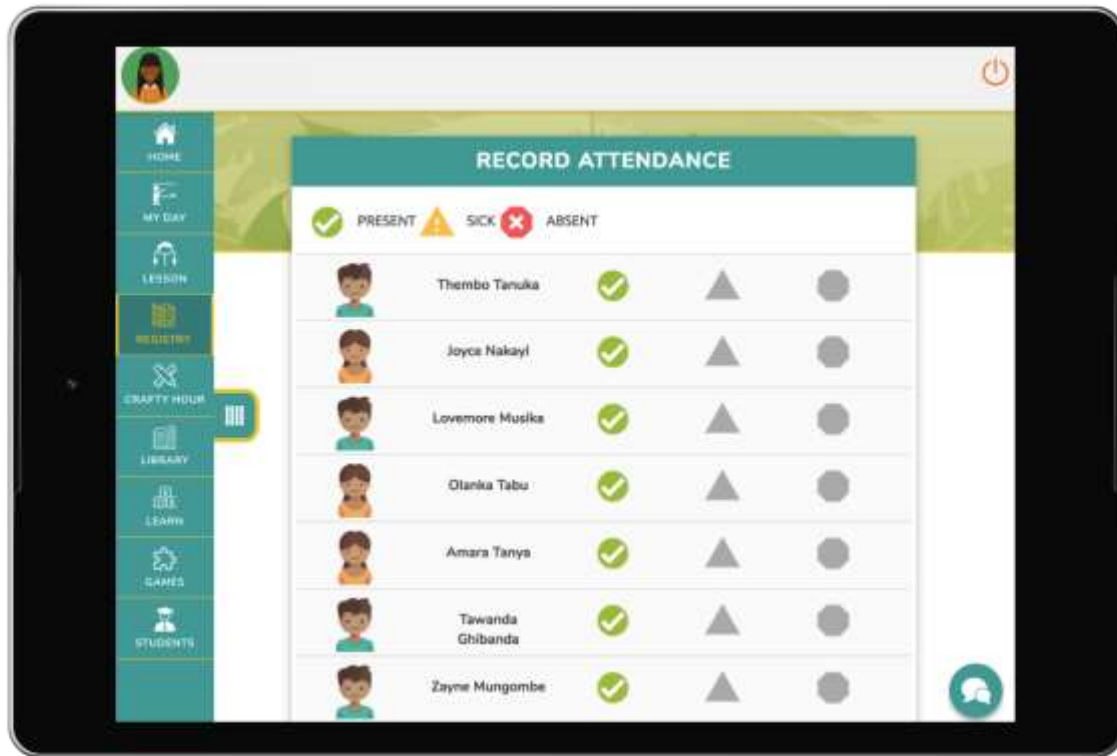 HOME
MY DAY
LESSON
REGISTRY
CRAFTY HOUR
LIBRARY
LEARN
GAMES
STUDENTS
RECORD ATTENDANCE
PRESENT SICK ABSENT
Thembo Tanuka
Joyce Nakayi
Lovemore Musika
Olanka Tabu
Amara Tanya
Tawanda
Ghibanda
Zayne Mungombe